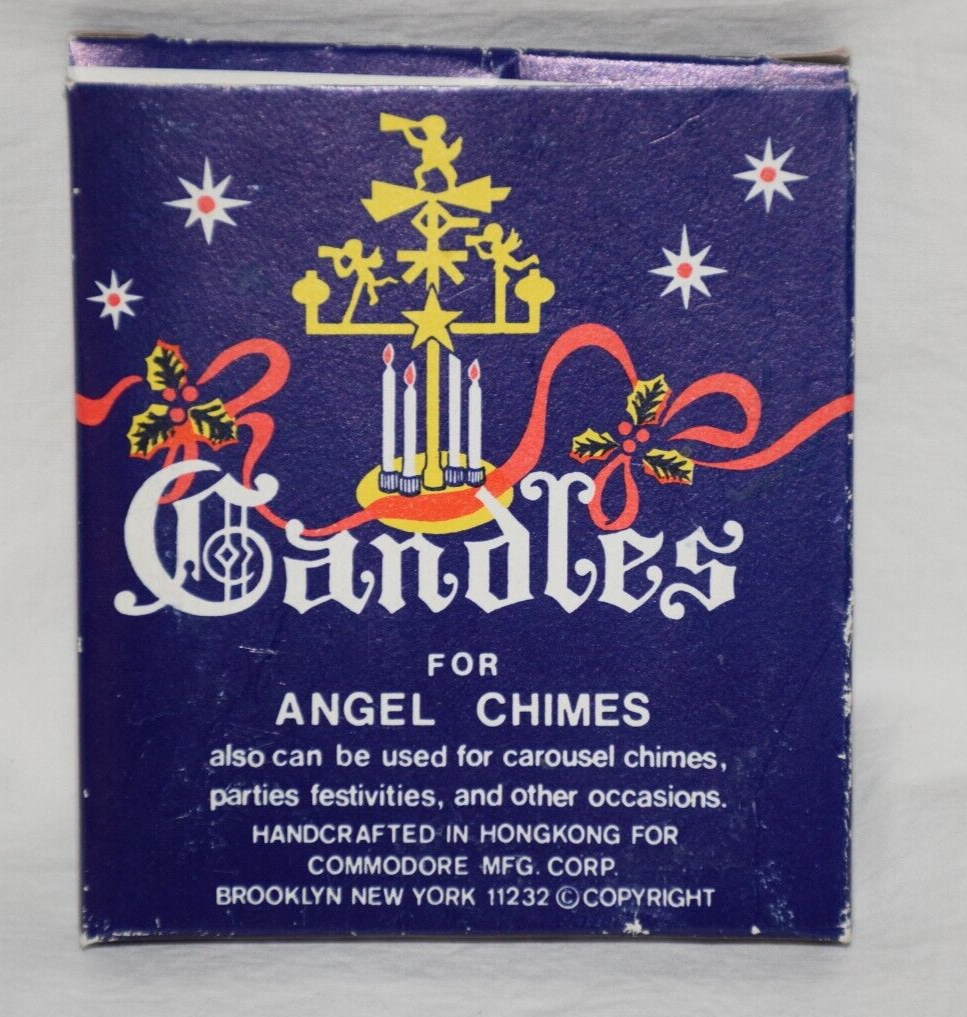 Candles
FOR
ANGEL CHIMES
also can be used for carousel chimes,
parties festivities, and other occasions.
HANDCRAFTED IN HONGKONG FOR
COMMODORE MFG. CORP.
BROOKLYN NEW YORK 11232 ©COPYRIGHT